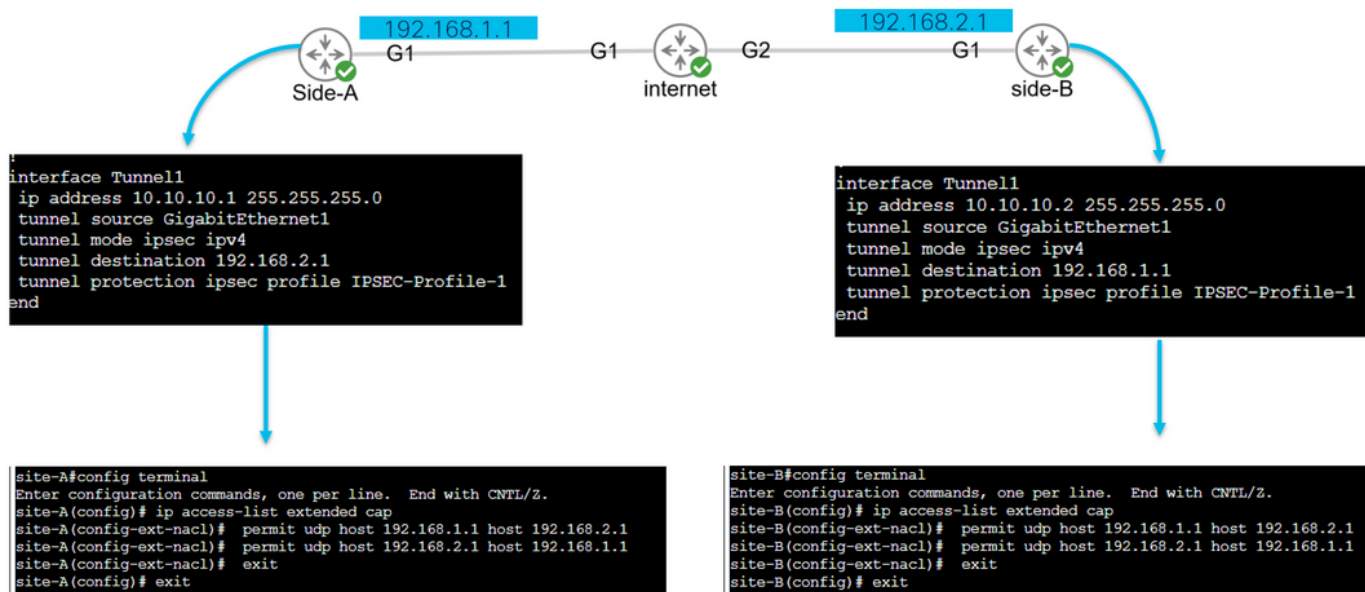 192.168.1.1
192.168.2.1
G1
G1
G2
G1
Side-A
internet
side-B
!
interface Tunnel1
ip address 10.10.10.1 255.255.255.0
tunnel source GigabitEthernet1
tunnel mode ipsec ipv4
tunnel destination 192.168.2.1
tunnel protection ipsec profile IPSEC-Profile-1
end
interface Tunnel1
ip address 10.10.10.2 255.255.255.0
tunnel source GigabitEthernet1
tunnel mode ipsec ipv4
tunnel destination 192.168.1.1
tunnel protection ipsec profile IPSEC-Profile-1
end
site-A#config terminal
Enter configuration commands, one per line. End with CNTL/Z.
site-A(config)# ip access-list extended cap
site-A(config-ext-nacl)# permit udp host 192.168.1.1 host 192.168.2.1
site-A(config-ext-nacl)# permit udp host 192.168.2.1 host 192.168.1.1
site-A(config-ext-nacl)# exit
site-A(config)# exit
site-B#config terminal
Enter configuration commands, one per line. End with CNTL/Z.
site-B(config)# ip access-list extended cap
site-B(config-ext-nacl)# permit udp host 192.168.1.1 host 192.168.2.1
site-B(config-ext-nacl)# permit udp host 192.168.2.1 host 192.168.1.1
site-B(config-ext-nacl)# exit
site-B(config)# exit